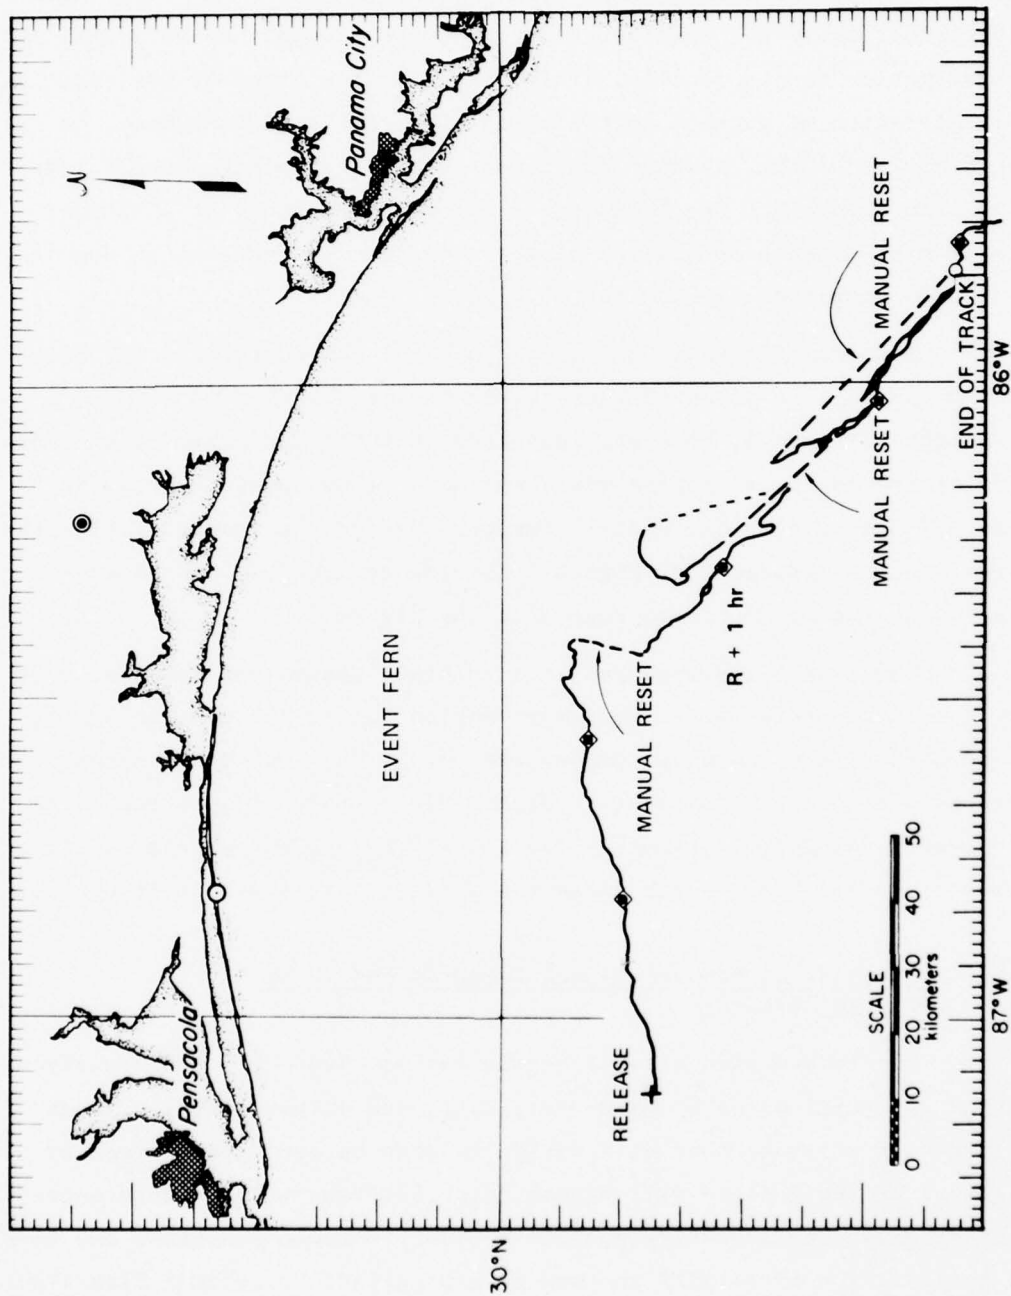 Pensacola
Panama City
EVENT FERN
30°N
RELEASE
MANUAL RESET
R + 1 hr
MANUAL RESET
MANUAL RESET
END OF TRACK
SCALE
0 10 20 30 40 50
kilometers
87°W
86°W